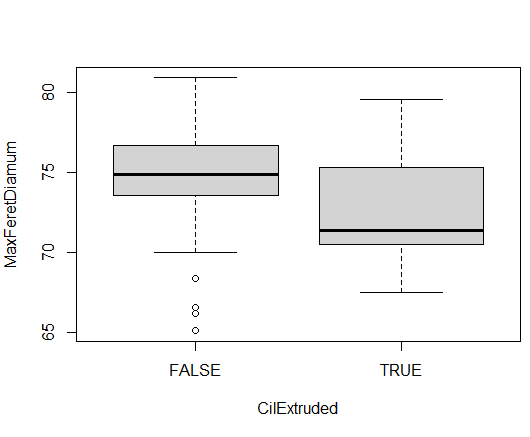 MaxFeretDiamum
80
75
70
65
FALSE
TRUE
CilExtruded